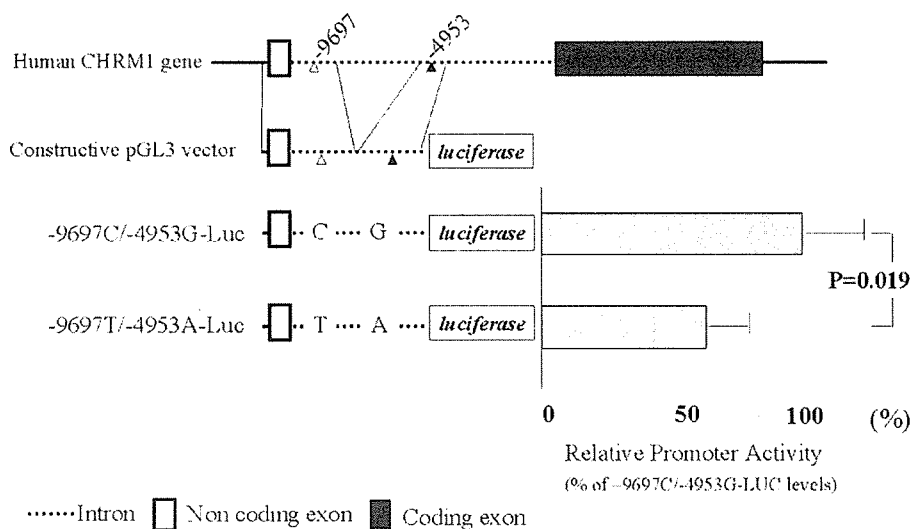 -9697
-4953
Human CHRM1 gene
Constructive pGL3 vector
luciferase
-9697C/-4953G-Luc
C
G
luciferase
P=0.019
-9697T/-4953A-Luc
T
A
luciferase
0
50
100
(%)
Relative Promoter Activity
(% of -9697C/-4953G-LUC levels)
Intron
Non coding exon
Coding exon